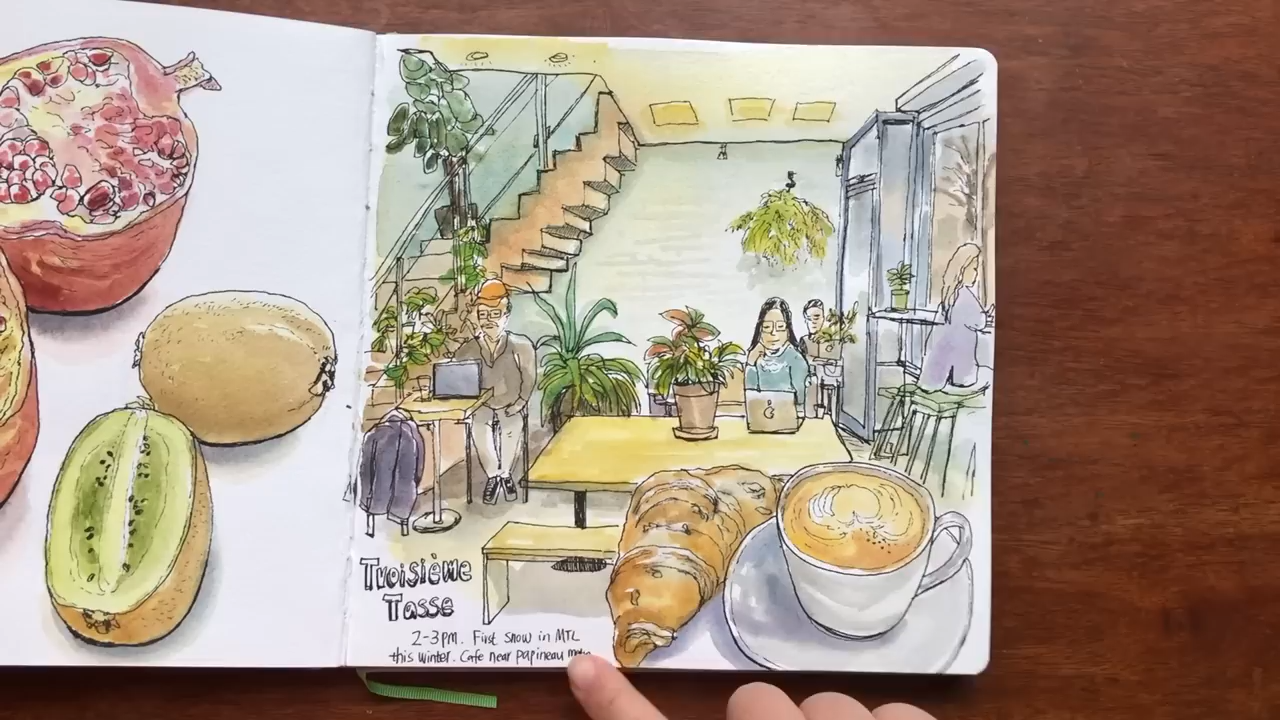 Troisième
Tasse
2-3pm. First snow in MTL
this winter. Cafe near papineau